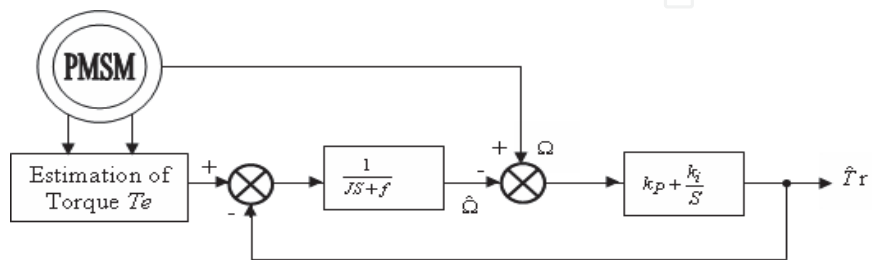 PMSM
Estimation of
Torque Te
+
-
1
JS+f
Ω̂
-
+
Ω
kP + ki
S
T̂r